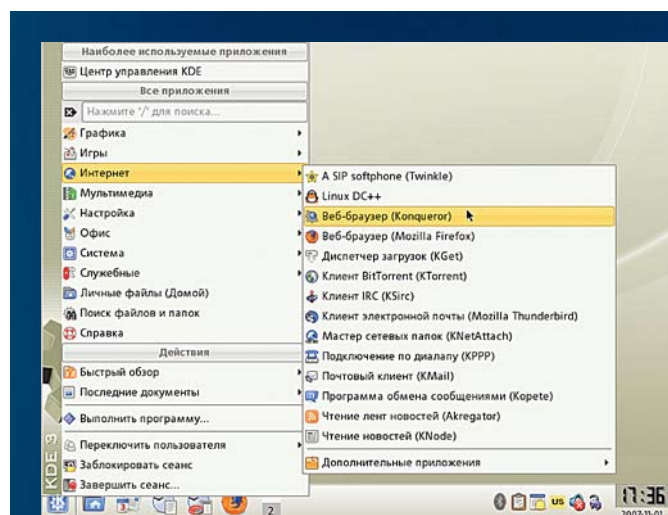 Наиболее используемые приложения
Центр управления KDE
Все приложения
Нажмите '/' для поиска...
Графика
Игры
Интернет
Мультимедиа
Настройка
Офис
Система
Служебные
Личные файлы (Домой)
Поиск файлов и папок
Справка
Действия
Быстрый обзор
Последние документы
Выполнить программу...
Переключить пользователя
Заблокировать сеанс
Завершить сеанс...
KDE 3
A SIP softphone (Twinkle)
Linux DC++
Веб-браузер (Konqueror)
Веб-браузер (Mozilla Firefox)
Диспетчер загрузок (KGet)
Клиент BitTorrent (KTorrent)
Клиент IRC (KSirc)
Клиент электронной почты (Mozilla Thunderbird)
Мастер сетевых папок (KNetAttach)
Подключение по диалапу (KPPP)
Почтовый клиент (KMail)
Программа обмена сообщениями (Kopete)
Чтение лент новостей (Akregator)
Чтение новостей (KNode)
Дополнительные приложения
2
US
17:36
2007-11-01